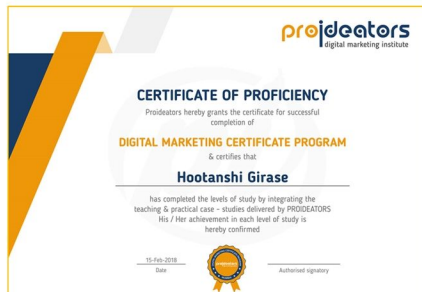 proideators
digital marketing institute
CERTIFICATE OF PROFICIENCY
Proideators hereby grants the certificate for successful
completion of
DIGITAL MARKETING CERTIFICATE PROGRAM
& certifies that
Hootanshi Girase
has completed the levels of study by integrating the
teaching & practical case - studies delivered by PROIDEATORS
His / Her achievement in each level of study is
hereby confirmed
15-Feb-2018
Date
Authorised signatory
proideators